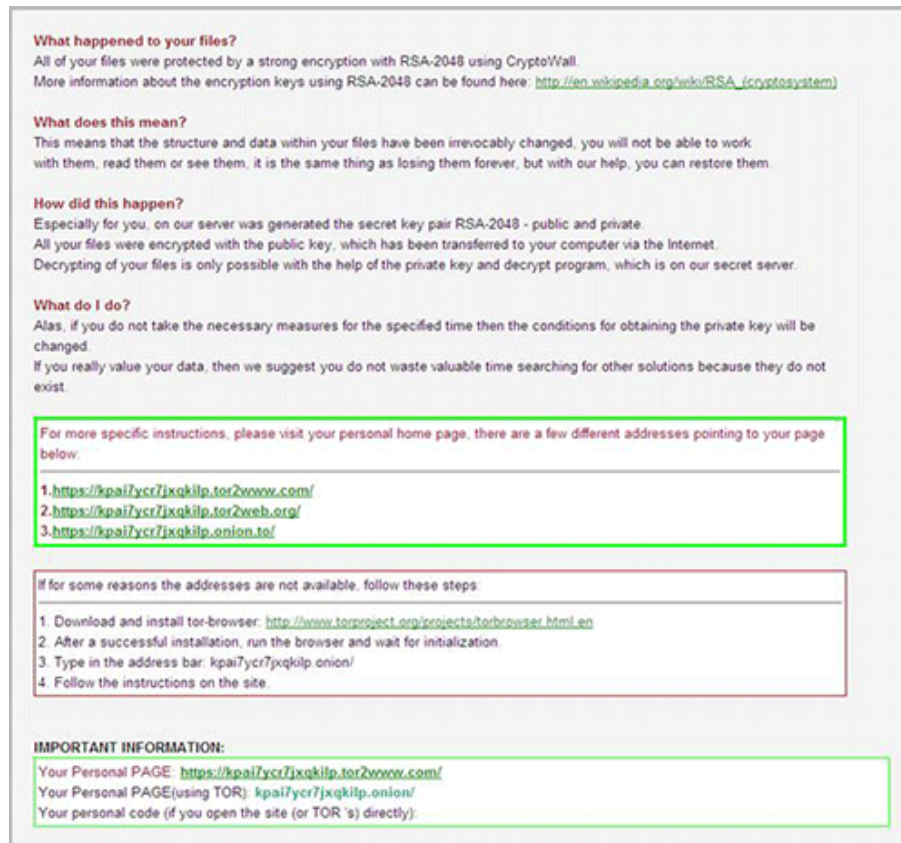 What happened to your files?
All of your files were protected by a strong encryption with RSA-2048 using CryptoWall.
More information about the encryption keys using RSA-2048 can be found here: http://en.wikipedia.org/wiki/RSA_(cryptosystem)
What does this mean?
This means that the structure and data within your files have been irrevocably changed, you will not be able to work
with them, read them or see them, it is the same thing as losing them forever, but with our help, you can restore them.
How did this happen?
Especially for you, on our server was generated the secret key pair RSA-2048 - public and private.
All your files were encrypted with the public key, which has been transferred to your computer via the Internet.
Decrypting of your files is only possible with the help of the private key and decrypt program, which is on our secret server.
What do I do?
Alas, if you do not take the necessary measures for the specified time then the conditions for obtaining the private key will be
changed.
If you really value your data, then we suggest you do not waste valuable time searching for other solutions because they do not
exist.
For more specific instructions, please visit your personal home page, there are a few different addresses pointing to your page
below:
1.https://kpai7ycr7jxqkilp.tor2www.com/
2.https://kpai7ycr7jxqkilp.tor2web.org/
3.https://kpai7ycr7jxqkilp.onion.to/
If for some reasons the addresses are not available, follow these steps:
1. Download and install tor-browser: http://www.torproject.org/projects/torbrowser.html.en
2. After a successful installation, run the browser and wait for initialization.
3. Type in the address bar: kpai7ycr7jxqkilp.onion/
4. Follow the instructions on the site.
IMPORTANT INFORMATION:
Your Personal PAGE: https://kpai7ycr7jxqkilp.tor2www.com/
Your Personal PAGE(using TOR): kpai7ycr7jxqkilp.onion/
Your personal code (if you open the site (or TOR 's) directly):